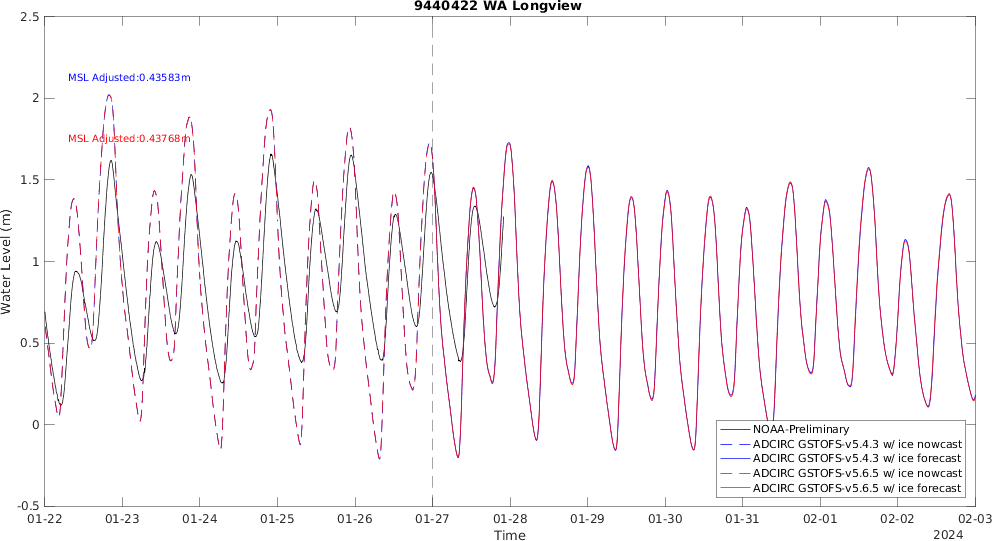 9440422 WA Longview
2.5
2
1.5
1
0.5
0
-0.5
Water Level (m)
MSL Adjusted:0.43583m
MSL Adjusted:0.43768m
NOAA-Preliminary
ADCIRC GSTOFS-v5.4.3 w/ ice nowcast
ADCIRC GSTOFS-v5.4.3 w/ ice forecast
ADCIRC GSTOFS-v5.6.5 w/ ice nowcast
ADCIRC GSTOFS-v5.6.5 w/ ice forecast
01-22 01-23 01-24 01-25 01-26 01-27 01-28 01-29 01-30 01-31 02-01 02-02 02-03
Time
2024